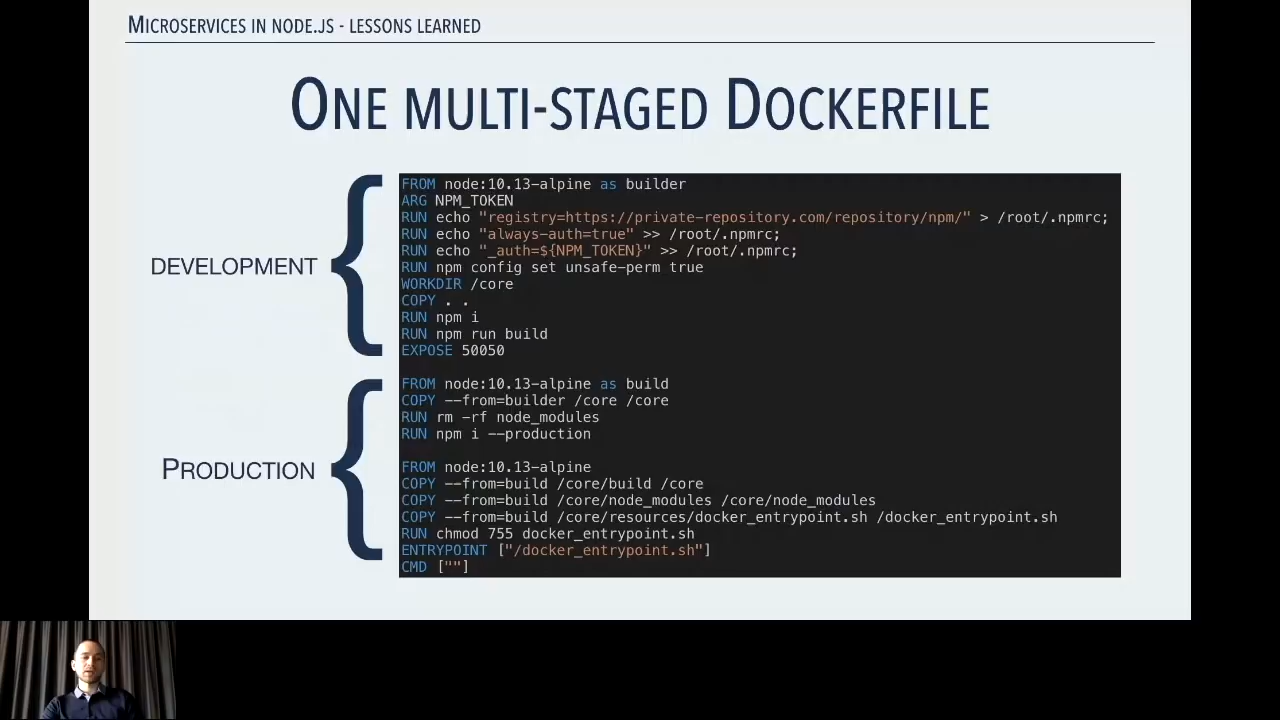 MICROSERVICES IN NODE.JS - LESSONS LEARNED
ONE MULTI-STAGED DOCKERFILE
DEVELOPMENT
FROM node:10.13-alpine as builder
ARG NPM_TOKEN
RUN echo "registry=https://private-repository.com/repository/npm/" > /root/.npmrc;
RUN echo "always-auth=true" >> /root/.npmrc;
RUN echo "_auth=${NPM_TOKEN}" >> /root/.npmrc;
RUN npm config set unsafe-perm true
WORKDIR /core
COPY . .
RUN npm i
RUN npm run build
EXPOSE 50050
PRODUCTION
FROM node:10.13-alpine as build
COPY --from=builder /core /core
RUN rm -rf node_modules
RUN npm i --production
FROM node:10.13-alpine
COPY --from=build /core/build /core
COPY --from=build /core/node_modules /core/node_modules
COPY --from=build /core/resources/docker_entrypoint.sh /docker_entrypoint.sh
RUN chmod 755 docker_entrypoint.sh
ENTRYPOINT ["/docker_entrypoint.sh"]
CMD [""]